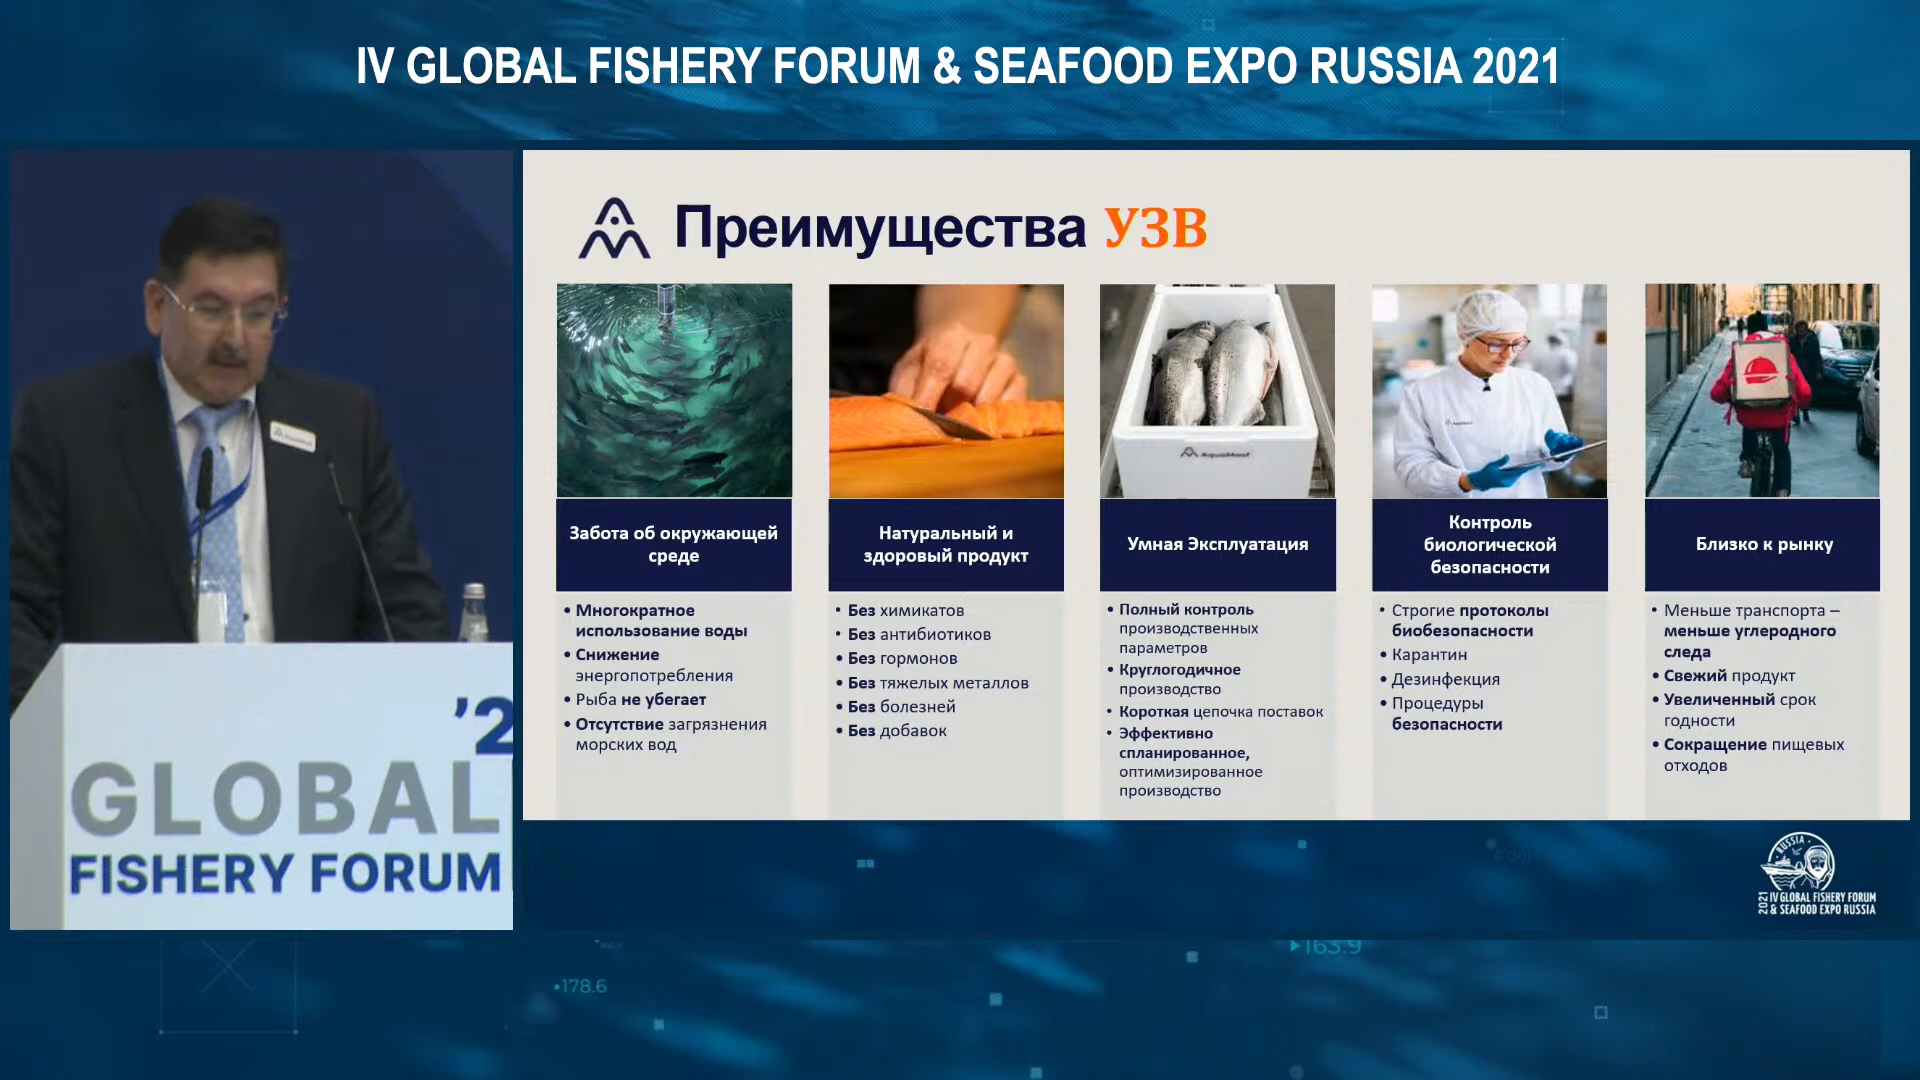 IV GLOBAL FISHERY FORUM & SEAFOOD EXPO RUSSIA 2021
Преимущества УЗВ
AquaMaof
Забота об окружающей
среде
• Многократное
использование воды
• Снижение
энергопотребления
• Рыба не убегает
• Отсутствие загрязнения
морских вод
Натуральный и
здоровый продукт
• Без химикатов
• Без антибиотиков
• Без гормонов
• Без тяжелых металлов
• Без болезней
• Без добавок
Умная Эксплуатация
• Полный контроль
производственных
параметров
• Круглогодичное
производство
• Короткая цепочка поставок
• Эффективно
спланированное,
оптимизированное
производство
Контроль
биологической
безопасности
• Строгие протоколы
биобезопасности
• Карантин
• Дезинфекция
• Процедуры
безопасности
Близко к рынку
• Меньше транспорта –
меньше углеродного
следа
• Свежий продукт
• Увеличенный срок
годности
• Сокращение пищевых
отходов
’2
GLOBAL
FISHERY FORUM
RUSSIA
2021
IV GLOBAL FISHERY FORUM
& SEAFOOD EXPO RUSSIA
163.9
178.6